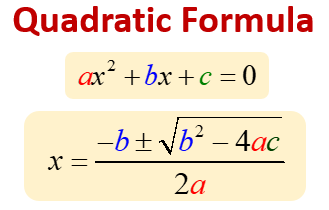 Quadratic Formula
ax² + bx + c = 0
x = (−b ± √(b² − 4ac)) / 2a